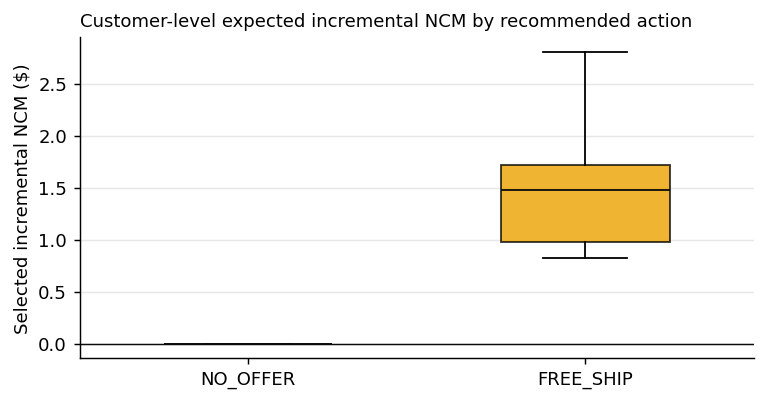 Customer-level expected incremental NCM by recommended action
Selected incremental NCM ($)
2.5
2.0
1.5
1.0
0.5
0.0
NO_OFFER
FREE_SHIP